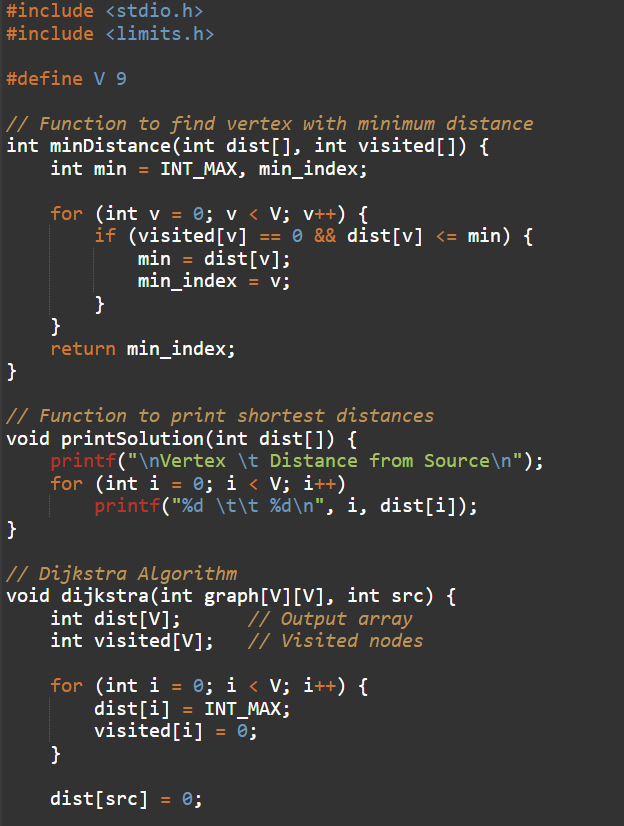 #include <stdio.h>
#include <limits.h>

#define V 9

// Function to find vertex with minimum distance
int minDistance(int dist[], int visited[]) {
    int min = INT_MAX, min_index;

    for (int v = 0; v < V; v++) {
        if (visited[v] == 0 && dist[v] <= min) {
            min = dist[v];
            min_index = v;
        }
    }
    return min_index;
}

// Function to print shortest distances
void printSolution(int dist[]) {
    printf("\nVertex \t Distance from Source\n");
    for (int i = 0; i < V; i++)
        printf("%d \t\t %d\n", i, dist[i]);
}

// Dijkstra Algorithm
void dijkstra(int graph[V][V], int src) {
    int dist[V];      // Output array
    int visited[V];   // Visited nodes

    for (int i = 0; i < V; i++) {
        dist[i] = INT_MAX;
        visited[i] = 0;
    }

    dist[src] = 0;